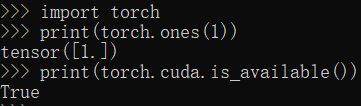 >>> import torch
>>> print(torch.ones(1))
tensor([1.])
>>> print(torch.cuda.is_available())
True